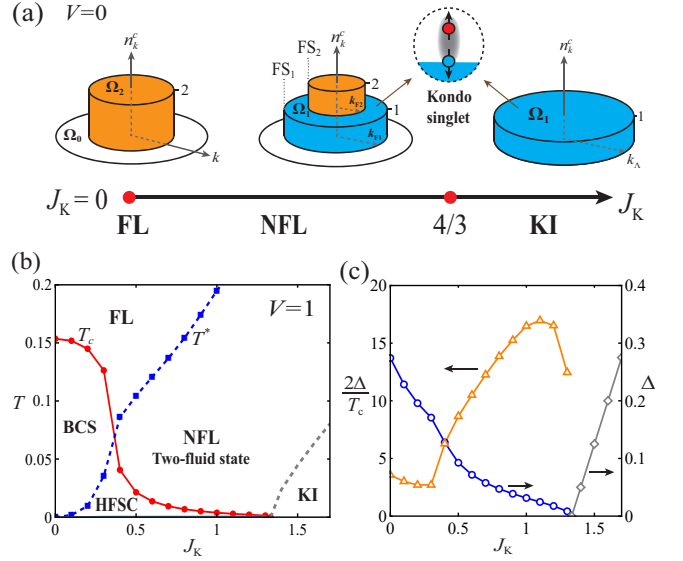 (a) V=0
n_k^c
Ω₂
2
Ω₀
k
FS₂
FS₁
n_k^c
2
Ω₁
1
k_F2
k_F1
Kondo
singlet
n_k^c
Ω₁
1
k_Λ
J_K = 0
FL
NFL
4/3
KI
J_K
(b)
0.2
0.15
0.1
0.05
0
T
FL
V=1
T_c
T*
BCS
NFL
Two-fluid state
HFSC
KI
0 0.5 1.0 1.5
J_K
(c)
20
15
10
5
0
2Δ
T_c
0.4
0.3
0.2
0.1
0
Δ
0 0.5 1.0 1.5
J_K